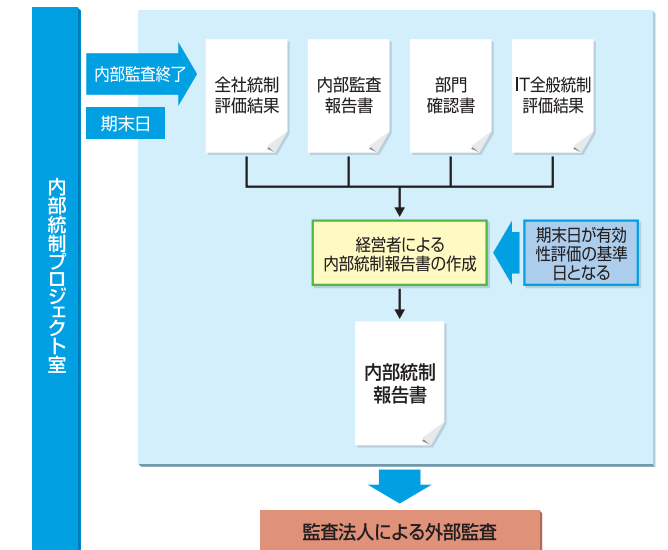 内部統制プロジェクト室
内部監査終了
期末日
全社統制
評価結果
内部監査
報告書
部門
確認書
IT全般統制
評価結果
経営者による
内部統制報告書の作成
期末日が有効
性評価の基準
日となる
内部統制
報告書
監査法人による外部監査